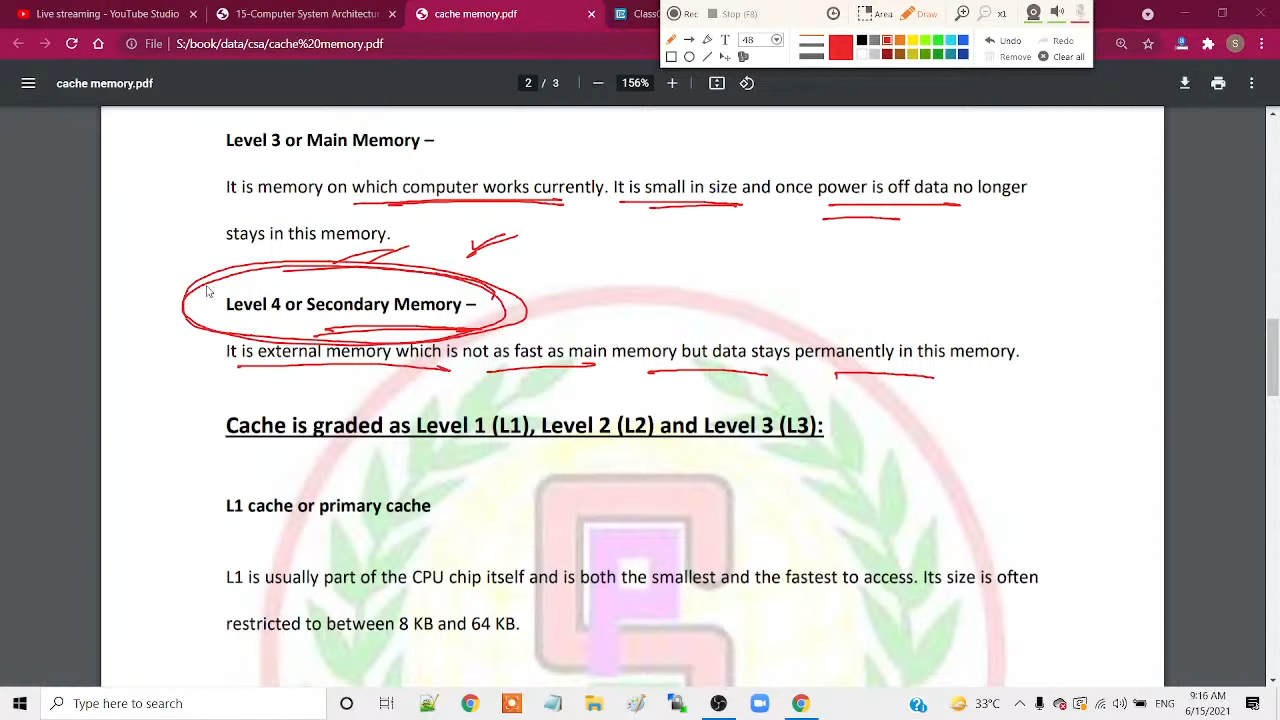 Live streaming - YouTube
15-Computer System Architectu
cache memory.pdf
Class
Rec
Stop (F8)
Area
Draw
x1
S:/book/data/csa/cache%20memory.pdf
T
48
Undo
Redo
Remove
Clear all
cache memory.pdf
2 / 3
156%
Level 3 or Main Memory –
It is memory on which computer works currently. It is small in size and once power is off data no longer
stays in this memory.
Level 4 or Secondary Memory –
It is external memory which is not as fast as main memory but data stays permanently in this memory.
Cache is graded as Level 1 (L1), Level 2 (L2) and Level 3 (L3):
L1 cache or primary cache
L1 is usually part of the CPU chip itself and is both the smallest and the fastest to access. Its size is often
restricted to between 8 KB and 64 KB.
Type here to search
33°C
9:16 AM
6/15/2021